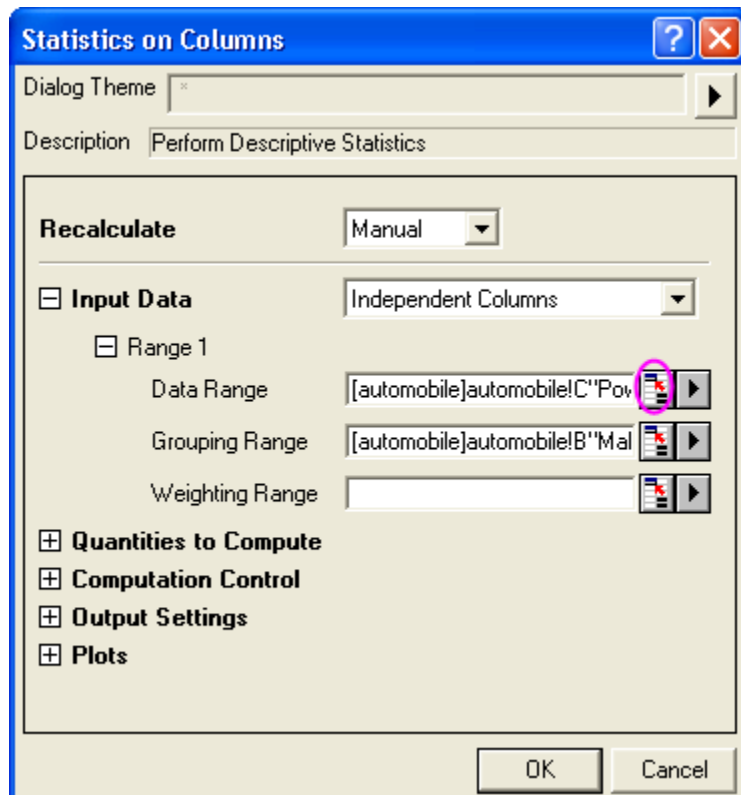 Statistics on Columns
Dialog Theme *
Description Perform Descriptive Statistics
Recalculate Manual
Input Data Independent Columns
Range 1
Data Range [automobile]automobile!C"Pow
Grouping Range [automobile]automobile!B"Mal
Weighting Range
Quantities to Compute
Computation Control
Output Settings
Plots
OK Cancel